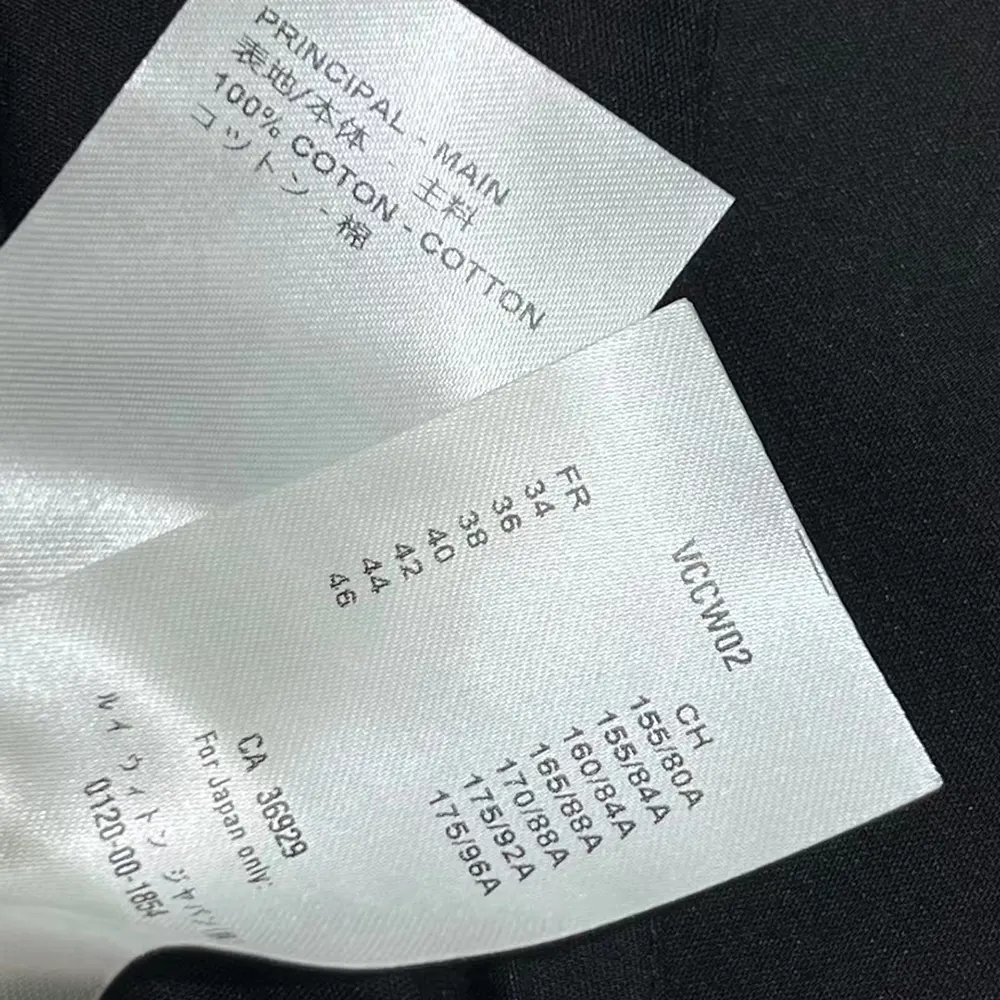 PRINCIPAL - MAIN
表地/本体 - 主料
100% COTON - COTTON
コットン - 棉
VCCW02
FR CH
34 155/80A
36 155/84A
38 160/84A
40 165/88A
42 170/88A
44 175/92A
46 175/96A
CA 36929
For Japan only:
ルイ ヴィトン ジャパン㈱
0120-00-1854